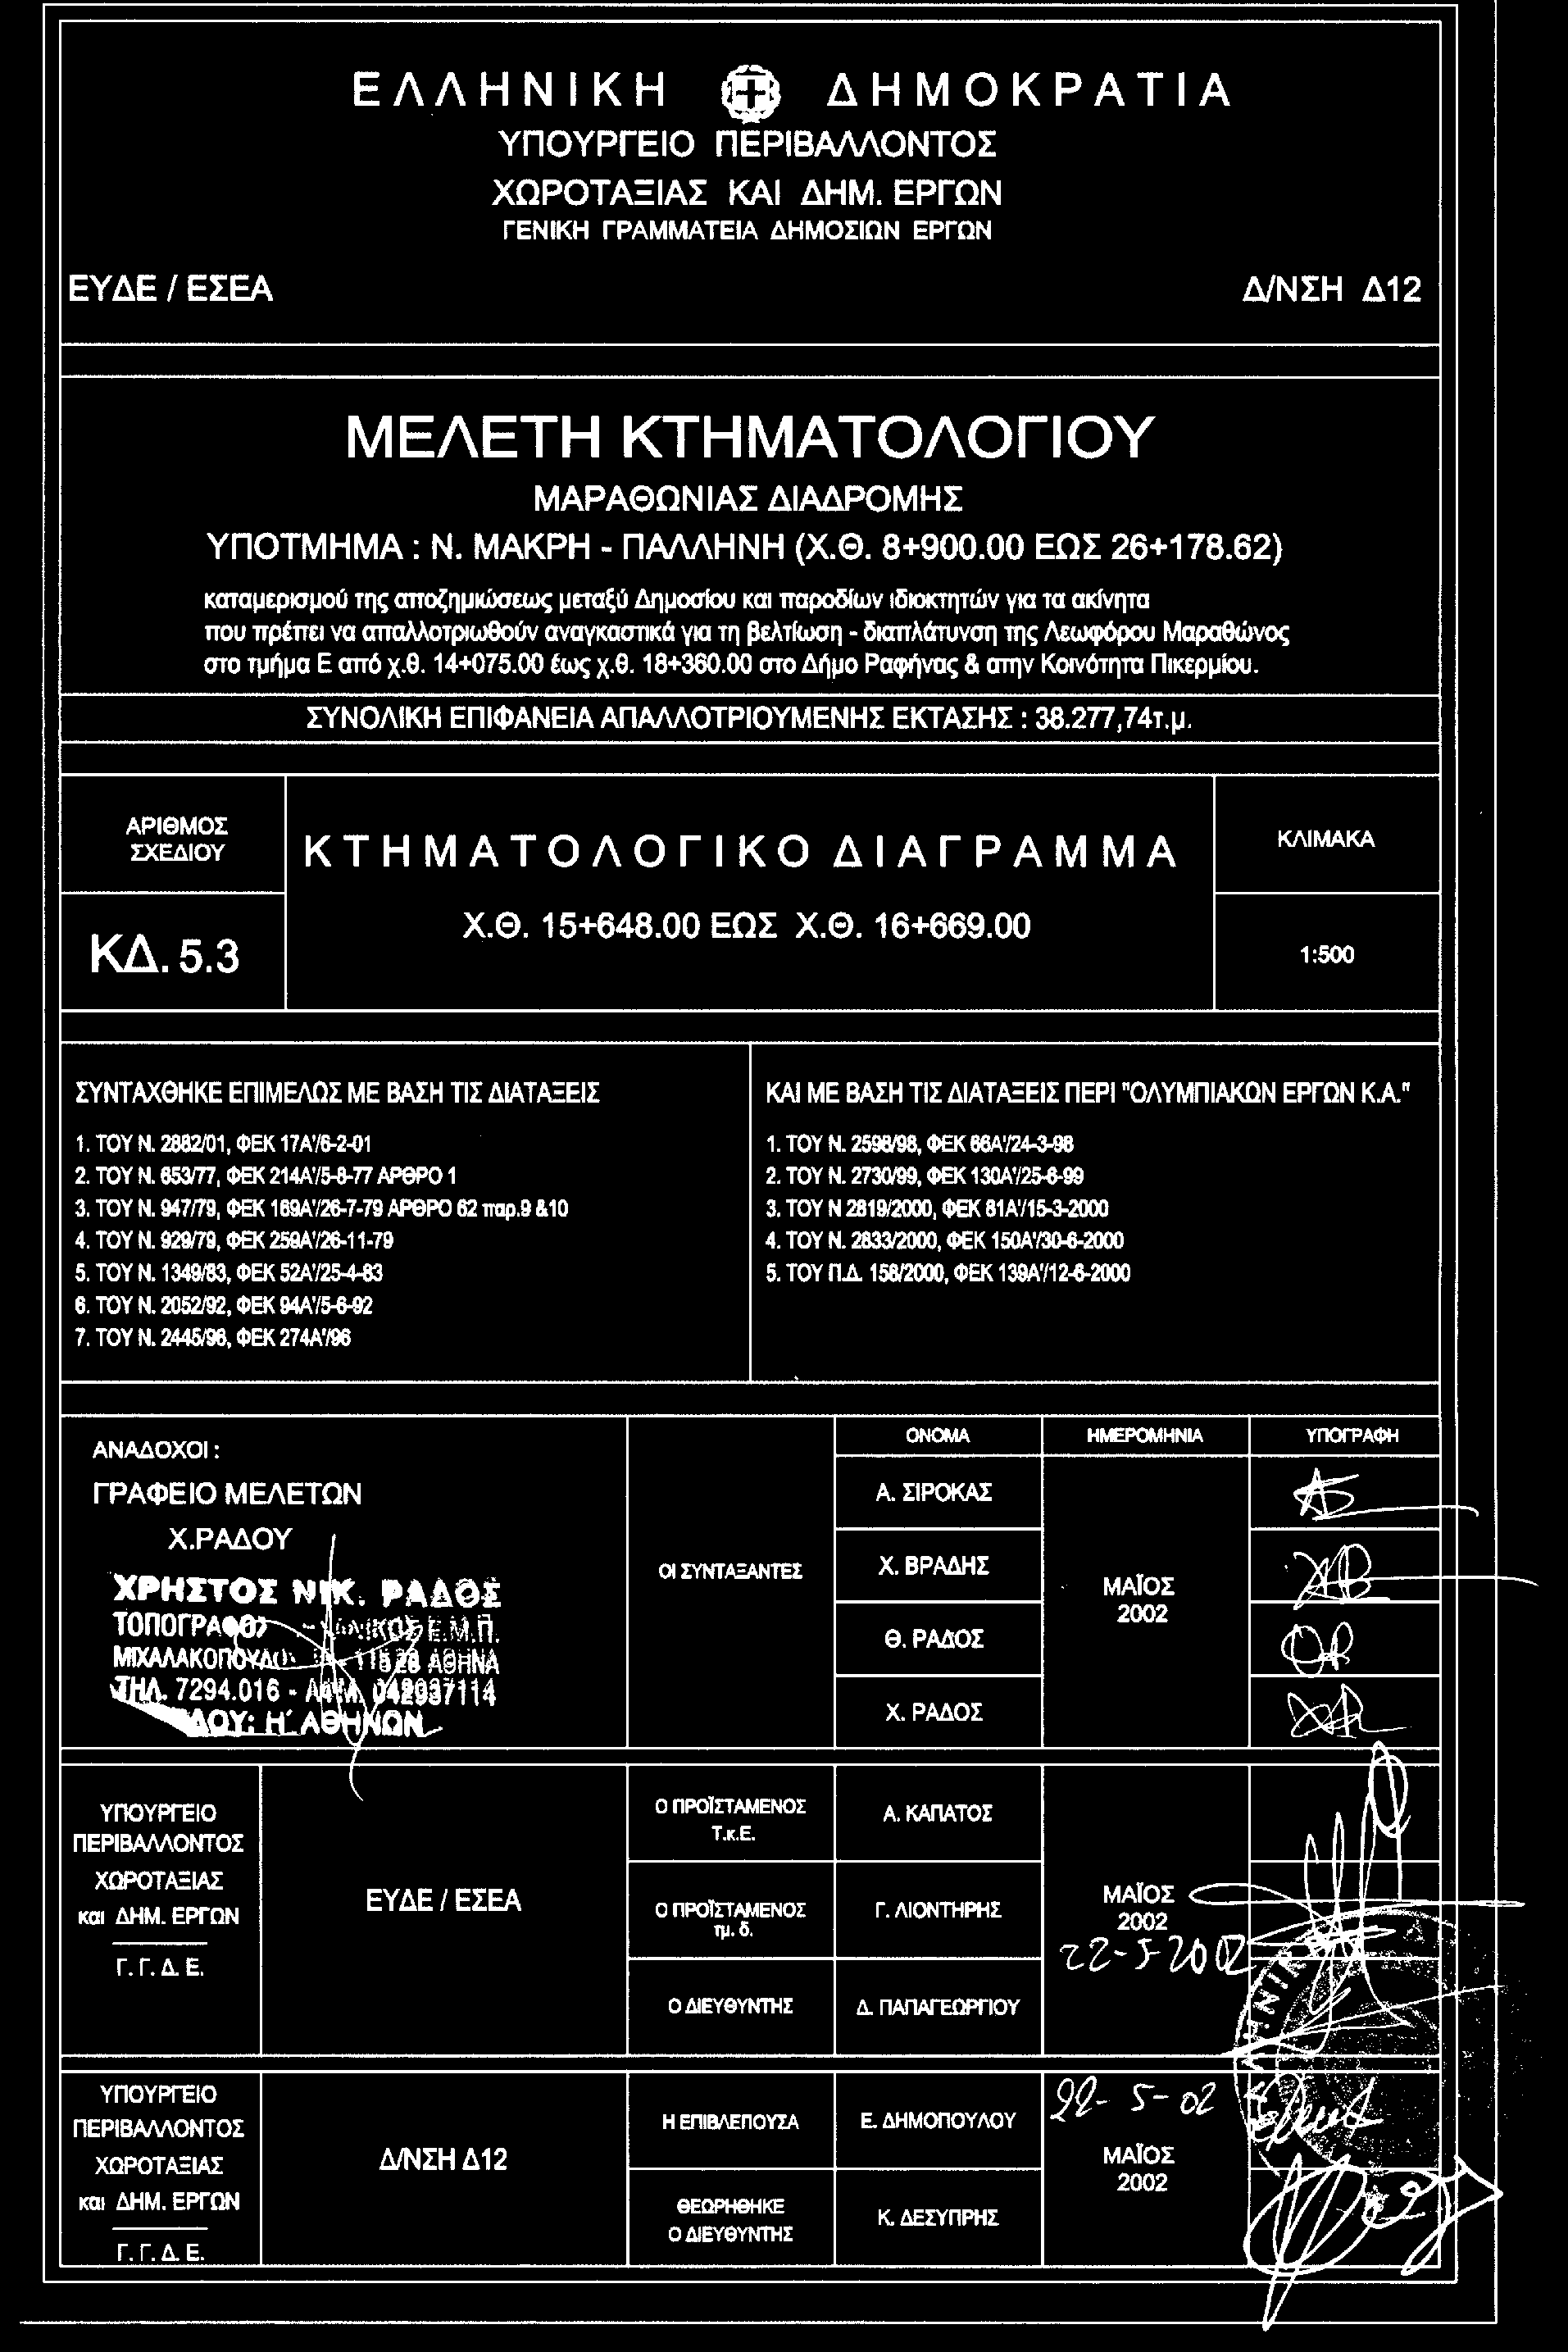 ΕΛΛΗΝΙΚΗ ΔΗΜΟΚΡΑΤΙΑ
ΥΠΟΥΡΓΕΙΟ ΠΕΡΙΒΑΛΛΟΝΤΟΣ
ΧΩΡΟΤΑΞΙΑΣ ΚΑΙ ΔΗΜ. ΕΡΓΩΝ
ΓΕΝΙΚΗ ΓΡΑΜΜΑΤΕΙΑ ΔΗΜΟΣΙΩΝ ΕΡΓΩΝ
ΕΥΔΕ / ΕΣΕΑ Δ/ΝΣΗ Δ12
ΜΕΛΕΤΗ ΚΤΗΜΑΤΟΛΟΓΙΟΥ
ΜΑΡΑΘΩΝΙΑΣ ΔΙΑΔΡΟΜΗΣ
ΥΠΟΤΜΗΜΑ : Ν. ΜΑΚΡΗ - ΠΑΛΛΗΝΗ (Χ.Θ. 8+900.00 ΕΩΣ 26+178.62)
καταμερισμού της αποζημιώσεως μεταξύ Δημοσίου και παροδίων ιδιοκτητών για τα ακίνητα
που πρέπει να απαλλοτριωθούν αναγκαστικά για τη βελτίωση - διαπλάτυνση της Λεωφόρου Μαραθώνος
στο τμήμα Ε από χ.θ. 14+075.00 έως χ.θ. 18+360.00 στο Δήμο Ραφήνας & στην Κοινότητα Πικερμίου.
ΣΥΝΟΛΙΚΗ ΕΠΙΦΑΝΕΙΑ ΑΠΑΛΛΟΤΡΙΟΥΜΕΝΗΣ ΕΚΤΑΣΗΣ : 38.277,74τ.μ.
ΑΡΙΘΜΟΣ
ΣΧΕΔΙΟΥ
ΚΔ. 5.3
ΚΤΗΜΑΤΟΛΟΓΙΚΟ ΔΙΑΓΡΑΜΜΑ
Χ.Θ. 15+648.00 ΕΩΣ Χ.Θ. 16+669.00
ΚΛΙΜΑΚΑ
1:500
ΣΥΝΤΑΧΘΗΚΕ ΕΠΙΜΕΛΩΣ ΜΕ ΒΑΣΗ ΤΙΣ ΔΙΑΤΑΞΕΙΣ
1. ΤΟΥ Ν. 2882/01, ΦΕΚ 17Α'/6-2-01
2. ΤΟΥ Ν. 653/77, ΦΕΚ 214Α'/5-8-77 ΑΡΘΡΟ 1
3. ΤΟΥ Ν. 947/79, ΦΕΚ 169Α'/26-7-79 ΑΡΘΡΟ 62 παρ.9 &10
4. ΤΟΥ Ν. 929/79, ΦΕΚ 259Α'/26-11-79
5. ΤΟΥ Ν. 1349/83, ΦΕΚ 52Α'/25-4-83
6. ΤΟΥ Ν. 2052/92, ΦΕΚ 94Α'/5-6-92
7. ΤΟΥ Ν. 2445/96, ΦΕΚ 274Α'/96
ΚΑΙ ΜΕ ΒΑΣΗ ΤΙΣ ΔΙΑΤΑΞΕΙΣ ΠΕΡΙ "ΟΛΥΜΠΙΑΚΩΝ ΕΡΓΩΝ Κ.Α."
1. ΤΟΥ Ν. 2598/98, ΦΕΚ 66Α'/24-3-98
2. ΤΟΥ Ν. 2730/99, ΦΕΚ 130Α'/25-6-99
3. ΤΟΥ Ν 2819/2000, ΦΕΚ 81Α'/15-3-2000
4. ΤΟΥ Ν. 2833/2000, ΦΕΚ 150Α'/30-6-2000
5. ΤΟΥ Π.Δ. 158/2000, ΦΕΚ 139Α'/12-6-2000
ΑΝΑΔΟΧΟΙ :
ΓΡΑΦΕΙΟ ΜΕΛΕΤΩΝ
Χ.ΡΑΔΟΥ
ΧΡΗΣΤΟΣ ΝΙΚ. ΡΑΔΟΣ
Ε.Μ.Π.
ΑΘΗΝΑ
ΤΗΛ. 7294.016 - Α.Φ.Μ. 042937114
ΔΟΥ: Η΄ ΑΘΗΝΩΝ
ΟΙ ΣΥΝΤΑΞΑΝΤΕΣ
ΟΝΟΜΑ ΗΜΕΡΟΜΗΝΙΑ ΥΠΟΓΡΑΦΗ
Α. ΣΙΡΟΚΑΣ
Χ. ΒΡΑΔΗΣ
Θ. ΡΑΔΟΣ
Χ. ΡΑΔΟΣ
ΜΑΪΟΣ
2002
ΥΠΟΥΡΓΕΙΟ
ΠΕΡΙΒΑΛΛΟΝΤΟΣ
ΧΩΡΟΤΑΞΙΑΣ
και ΔΗΜ. ΕΡΓΩΝ
Γ. Γ. Δ. Ε.
ΕΥΔΕ / ΕΣΕΑ
Ο ΠΡΟΪΣΤΑΜΕΝΟΣ
Τ.κ.Ε.
Α. ΚΑΠΑΤΟΣ
Ο ΠΡΟΪΣΤΑΜΕΝΟΣ
τμ. δ.
Γ. ΛΙΟΝΤΗΡΗΣ
Ο ΔΙΕΥΘΥΝΤΗΣ
Δ. ΠΑΠΑΓΕΩΡΓΙΟΥ
ΜΑΪΟΣ
2002
22-5-2002
ΥΠΟΥΡΓΕΙΟ
ΠΕΡΙΒΑΛΛΟΝΤΟΣ
ΧΩΡΟΤΑΞΙΑΣ
και ΔΗΜ. ΕΡΓΩΝ
Γ. Γ. Δ. Ε.
Δ/ΝΣΗ Δ12
Η ΕΠΙΒΛΕΠΟΥΣΑ
Ε. ΔΗΜΟΠΟΥΛΟΥ
ΘΕΩΡΗΘΗΚΕ
Ο ΔΙΕΥΘΥΝΤΗΣ
Κ. ΔΕΣΥΠΡΗΣ
22-5-02
ΜΑΪΟΣ
2002